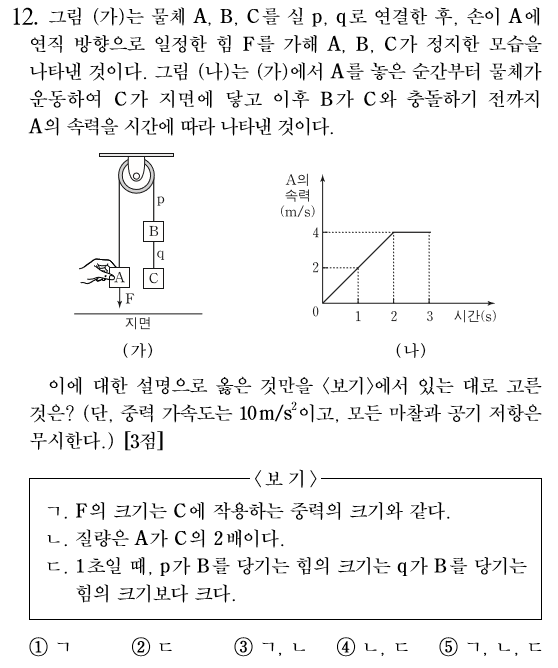 12. 그림 (가)는 물체 A, B, C를 실 p, q로 연결한 후, 손이 A에
연직 방향으로 일정한 힘 F를 가해 A, B, C가 정지한 모습을
나타낸 것이다. 그림 (나)는 (가)에서 A를 놓은 순간부터 물체가
운동하여 C가 지면에 닿고 이후 B가 C와 충돌하기 전까지
A의 속력을 시간에 따라 나타낸 것이다.
p
B
q
A
C
F
지면
(가)
A의
속력
(m/s)
4
2
0
1
2
3
시간(s)
(나)
이에 대한 설명으로 옳은 것만을 〈보기〉에서 있는 대로 고른
것은? (단, 중력 가속도는 10m/s²이고, 모든 마찰과 공기 저항은
무시한다.) [3점]
〈보기〉
ㄱ. F의 크기는 C에 작용하는 중력의 크기와 같다.
ㄴ. 질량은 A가 C의 2배이다.
ㄷ. 1초일 때, p가 B를 당기는 힘의 크기는 q가 B를 당기는
힘의 크기보다 크다.
① ㄱ ② ㄷ ③ ㄱ, ㄴ ④ ㄴ, ㄷ ⑤ ㄱ, ㄴ, ㄷ